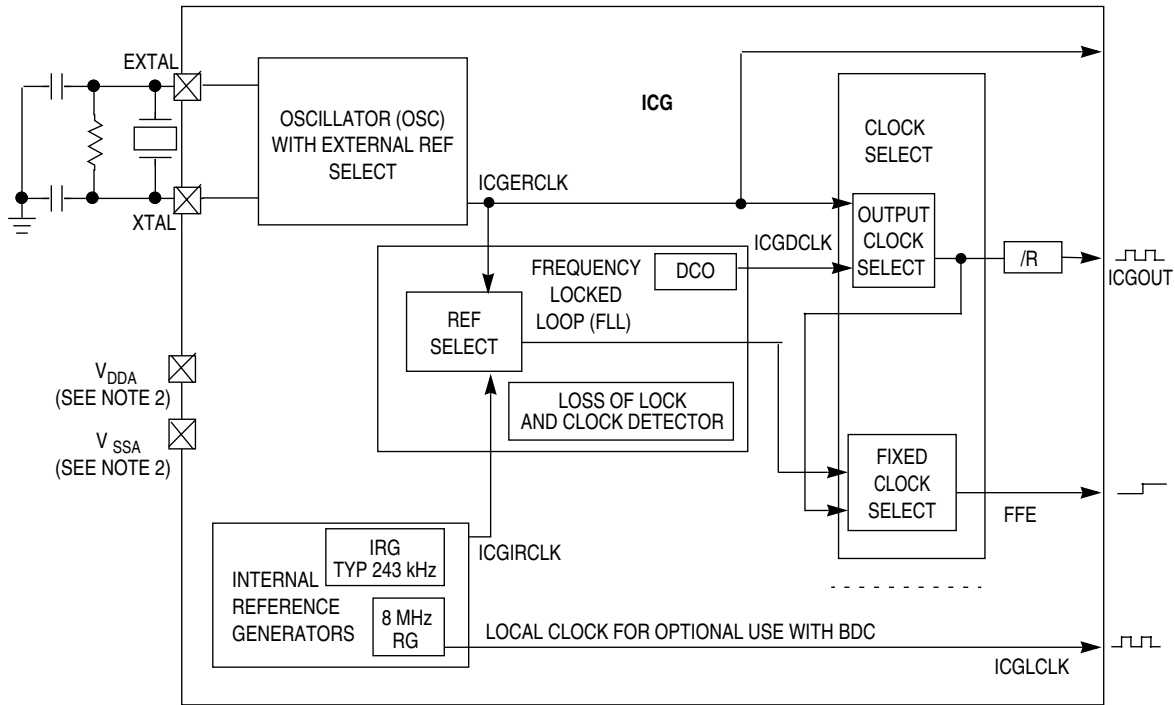 EXTAL
XTAL
OSCILLATOR (OSC)
WITH EXTERNAL REF
SELECT
ICG
ICGERCLK
CLOCK
SELECT
OUTPUT
CLOCK
SELECT
/R
ICGOUT
ICGDCLK
FREQUENCY
LOCKED
LOOP (FLL)
DCO
REF
SELECT
LOSS OF LOCK
AND CLOCK DETECTOR
VDDA
(SEE NOTE 2)
V SSA
(SEE NOTE 2)
FIXED
CLOCK
SELECT
FFE
ICGIRCLK
IRG
TYP 243 kHz
INTERNAL
REFERENCE
GENERATORS
8 MHz
RG
LOCAL CLOCK FOR OPTIONAL USE WITH BDC
ICGLCLK